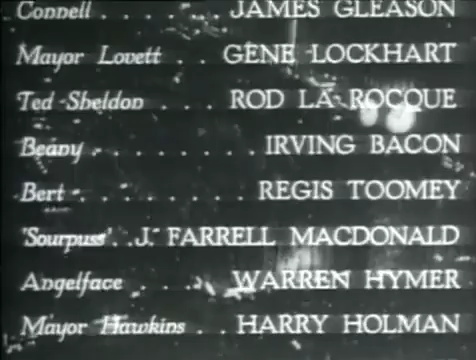 Connell . . . . . . JAMES GLEASON
Mayor Lovett . . GENE LOCKHART
Ted Sheldon . . . . ROD LA ROCQUE
Beany . . . . . . . . IRVING BACON
Bert . . . . . . . . . REGIS TOOMEY
'Sourpuss' . . J. FARRELL MACDONALD
Angelface . . . . . WARREN HYMER
Mayor Hawkins . . HARRY HOLMAN